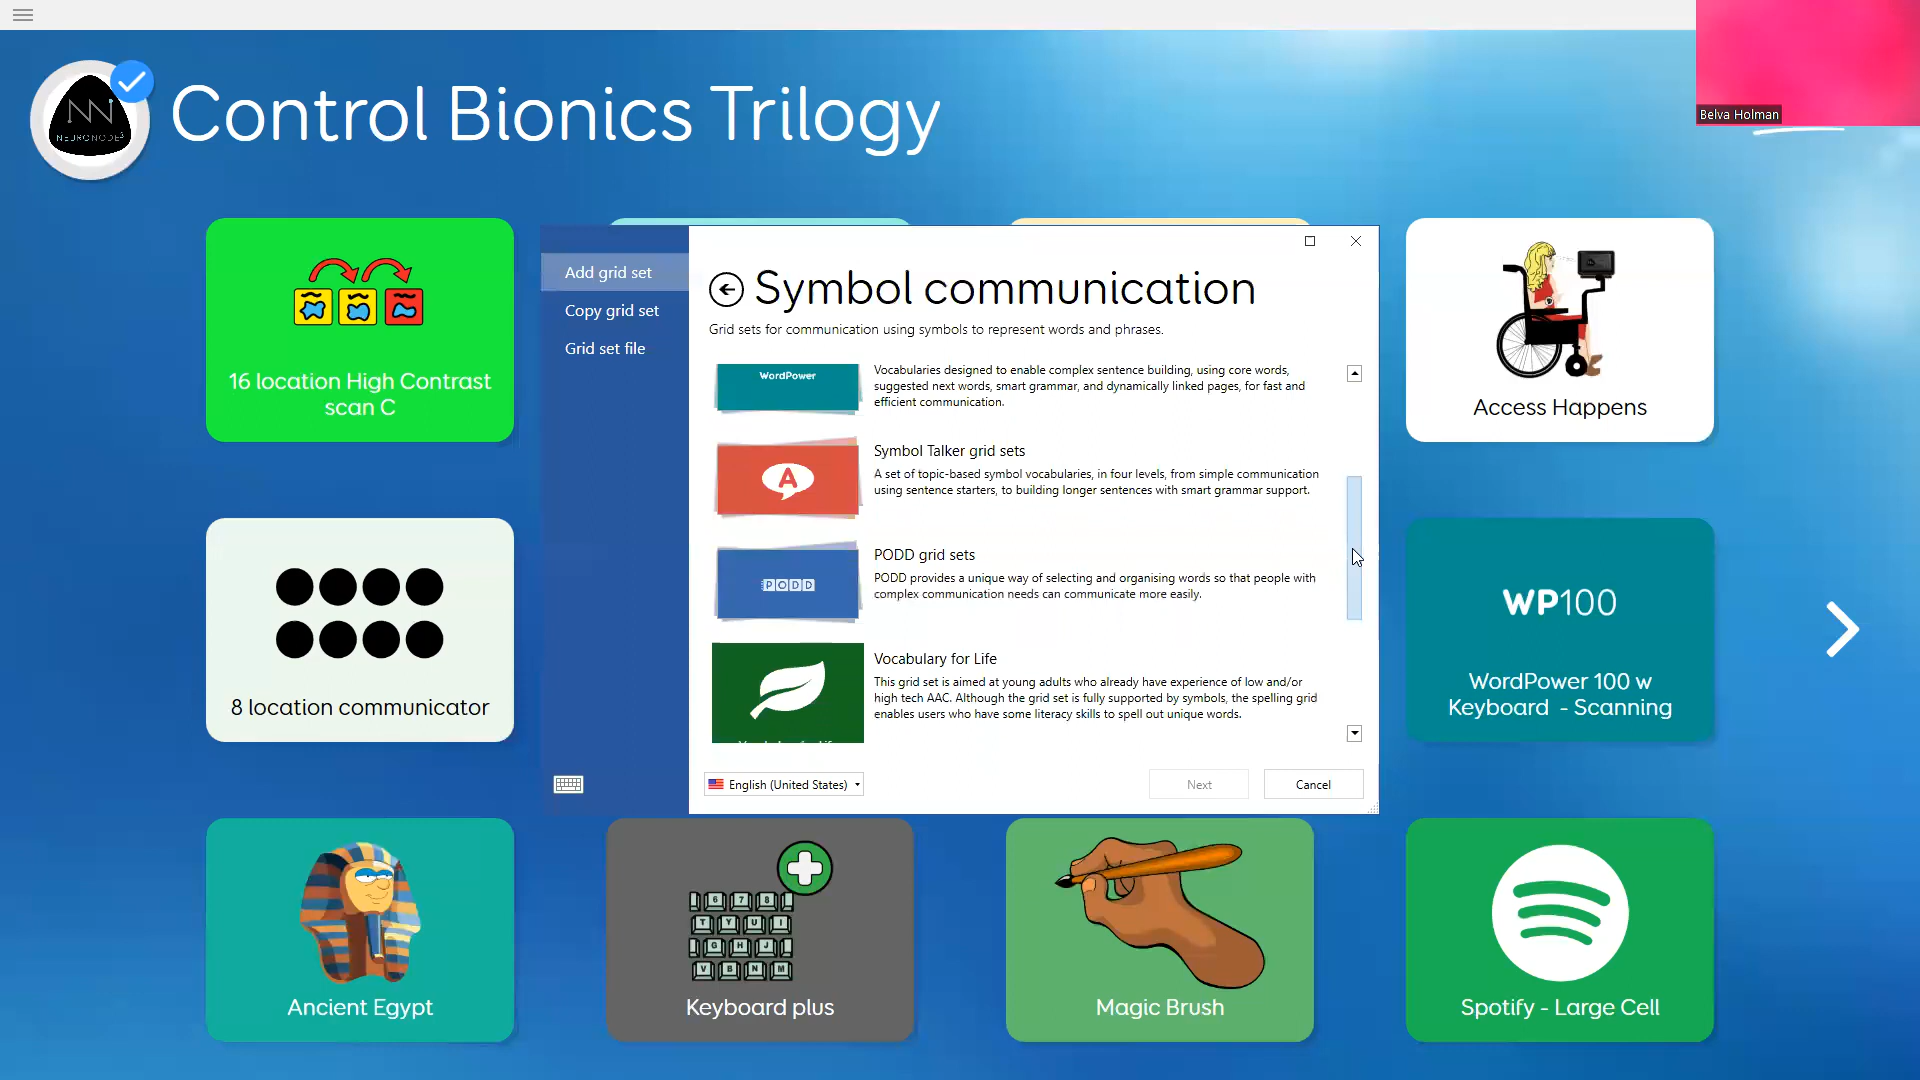 Control Bionics Trilogy
NEURONODE³
Belva Holman
16 location High Contrast
scan C
Add grid set
Copy grid set
Grid set file
Symbol communication
Grid sets for communication using symbols to represent words and phrases.
WordPower
Vocabularies designed to enable complex sentence building, using core words,
suggested next words, smart grammar, and dynamically linked pages, for fast and
efficient communication.
A
Symbol Talker grid sets
A set of topic-based symbol vocabularies, in four levels, from simple communication
using sentence starters, to building longer sentences with smart grammar support.
PODD
PODD grid sets
PODD provides a unique way of selecting and organising words so that people with
complex communication needs can communicate more easily.
Vocabulary for Life
This grid set is aimed at young adults who already have experience of low and/or
high tech AAC. Although the grid set is fully supported by symbols, the spelling grid
enables users who have some literacy skills to spell out unique words.
English (United States)
Next
Cancel
Access Happens
8 location communicator
WP100
WordPower 100 w
Keyboard - Scanning
Ancient Egypt
6 7 8
T Y U I
G H J
V B N M
Keyboard plus
Magic Brush
Spotify - Large Cell